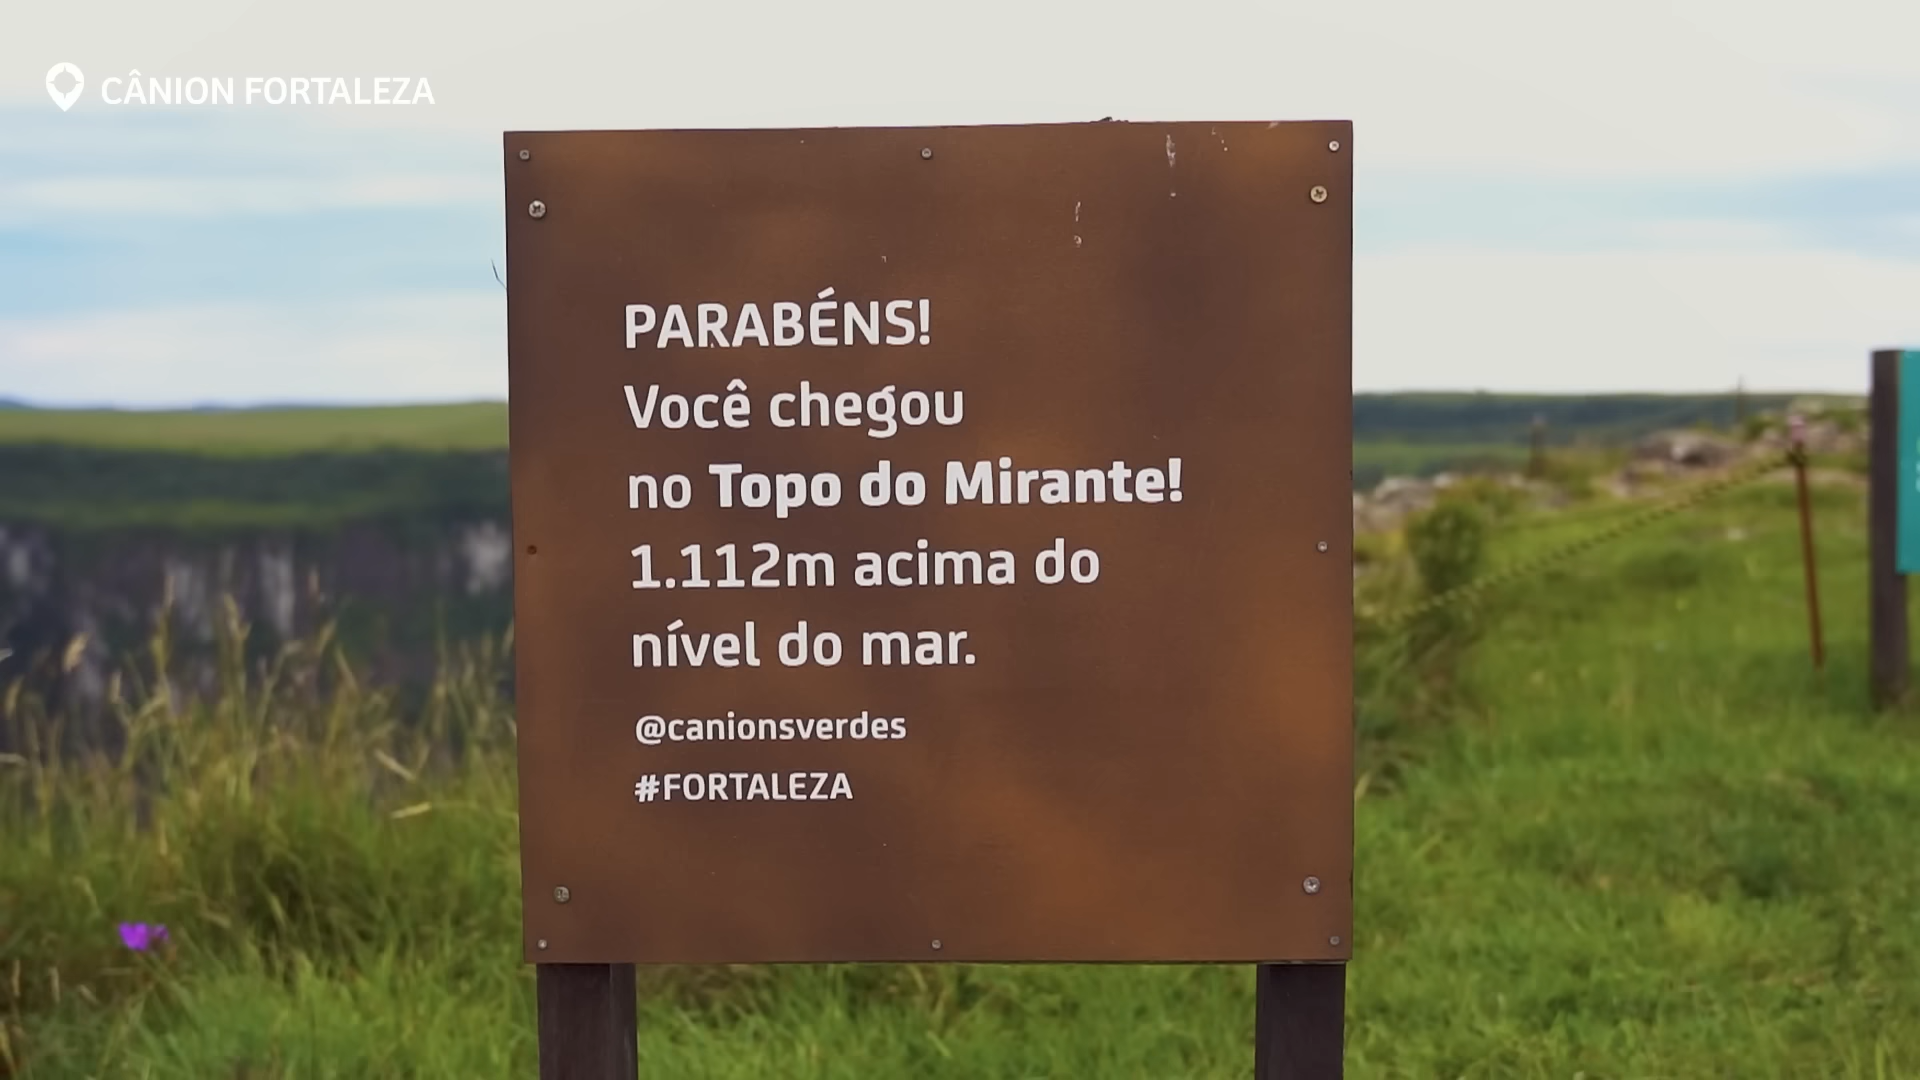 CÂNION FORTALEZA
PARABÉNS!
Você chegou
no Topo do Mirante!
1.112m acima do
nível do mar.
@canionsverdes
#FORTALEZA